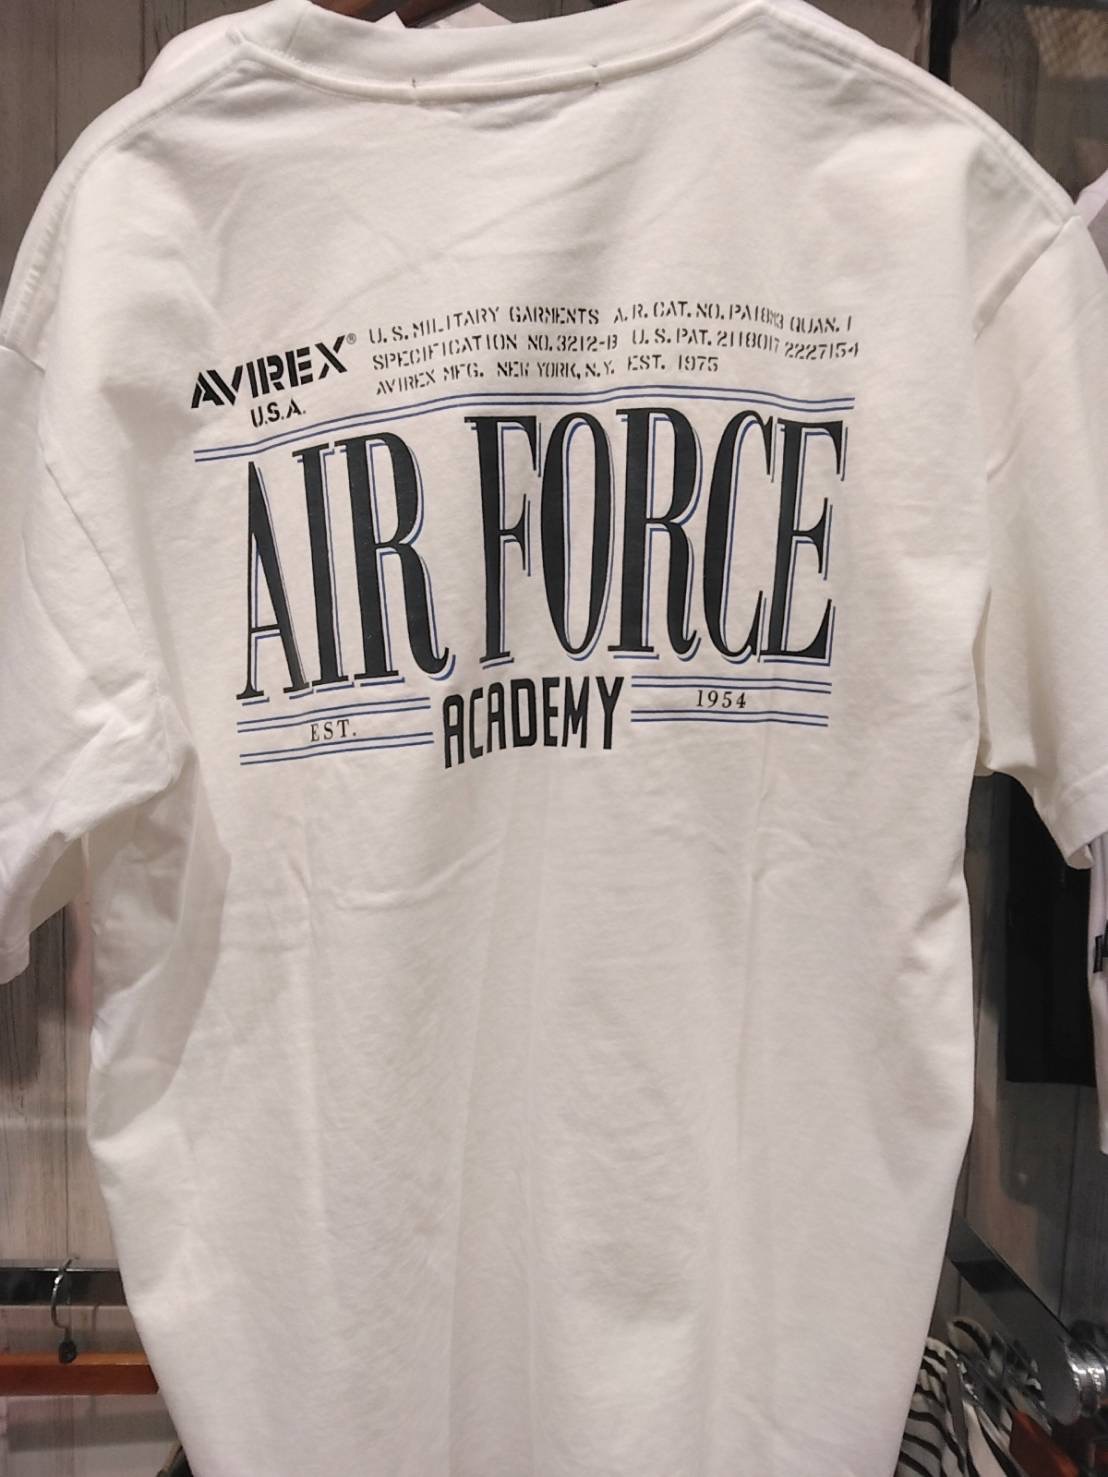 AVIREX®
U.S.A.
U.S. MILITARY GARMENTS A.R. CAT. NO. PA18M3 QUAN. 1
SPECIFICATION NO. 3212-B U.S. PAT. 2118017 2227154
AVIREX MFG. NEW YORK, N.Y. EST. 1975
AIR FORCE
ACADEMY
EST. 1954